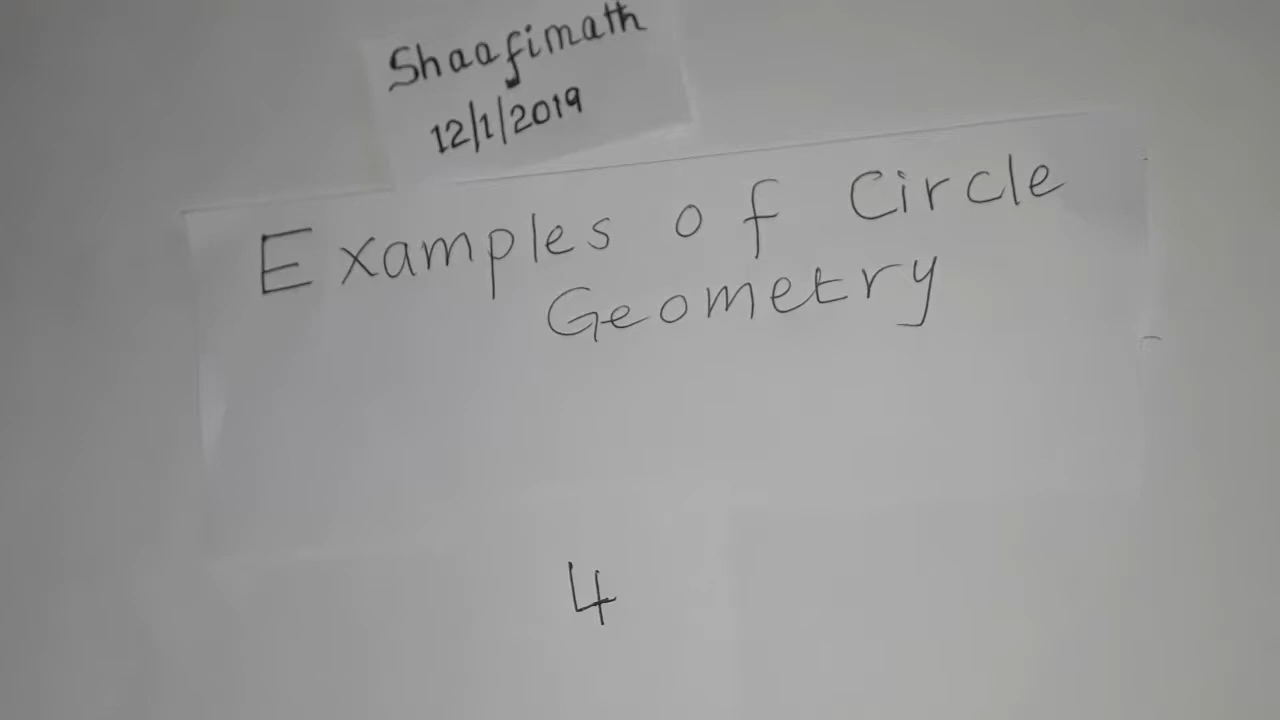 Shaafimath
12/1/2019
Examples of Circle
Geometry
4